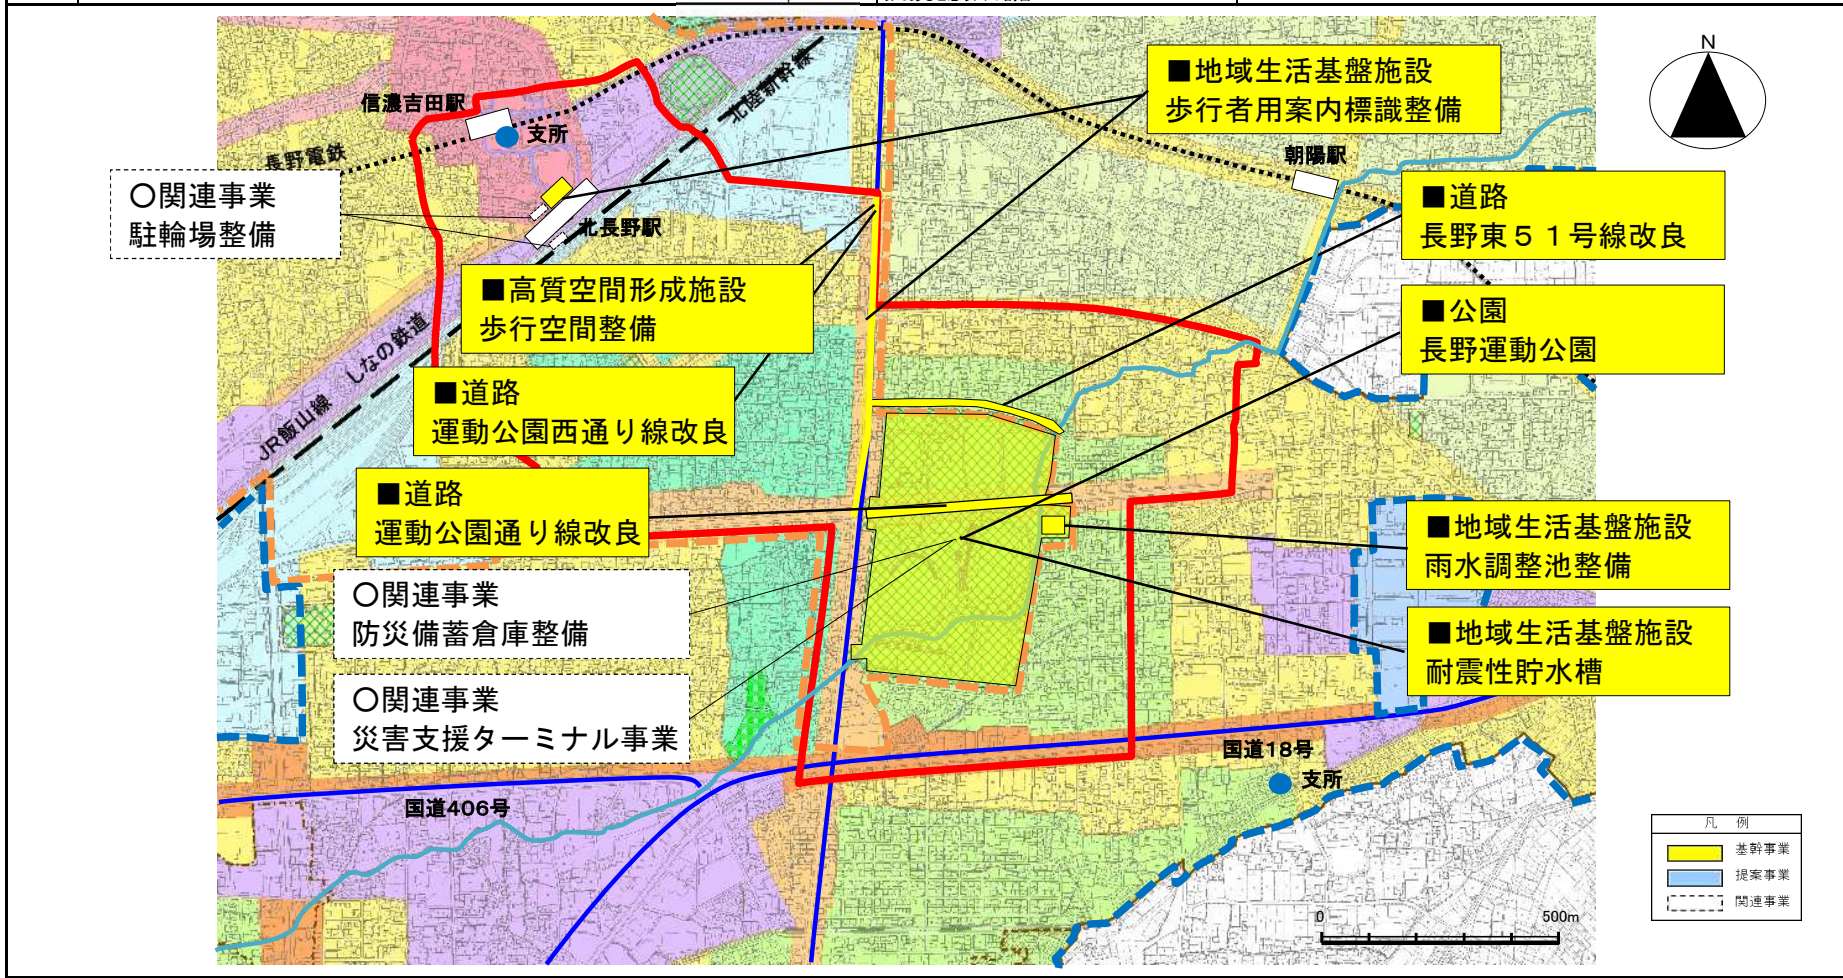 N
■地域生活基盤施設
歩行者用案内標識整備
信濃吉田駅
支所
長野電鉄
北陸新幹線
朝陽駅
○関連事業
駐輪場整備
北長野駅
■道路
長野東５１号線改良
■高質空間形成施設
歩行空間整備
■公園
長野運動公園
しなの鉄道
JR飯山線
■道路
運動公園西通り線改良
■道路
運動公園通り線改良
■地域生活基盤施設
雨水調整池整備
○関連事業
防災備蓄倉庫整備
■地域生活基盤施設
耐震性貯水槽
○関連事業
災害支援ターミナル事業
国道18号
支所
国道406号
凡　例
基幹事業
提案事業
関連事業
0
500m